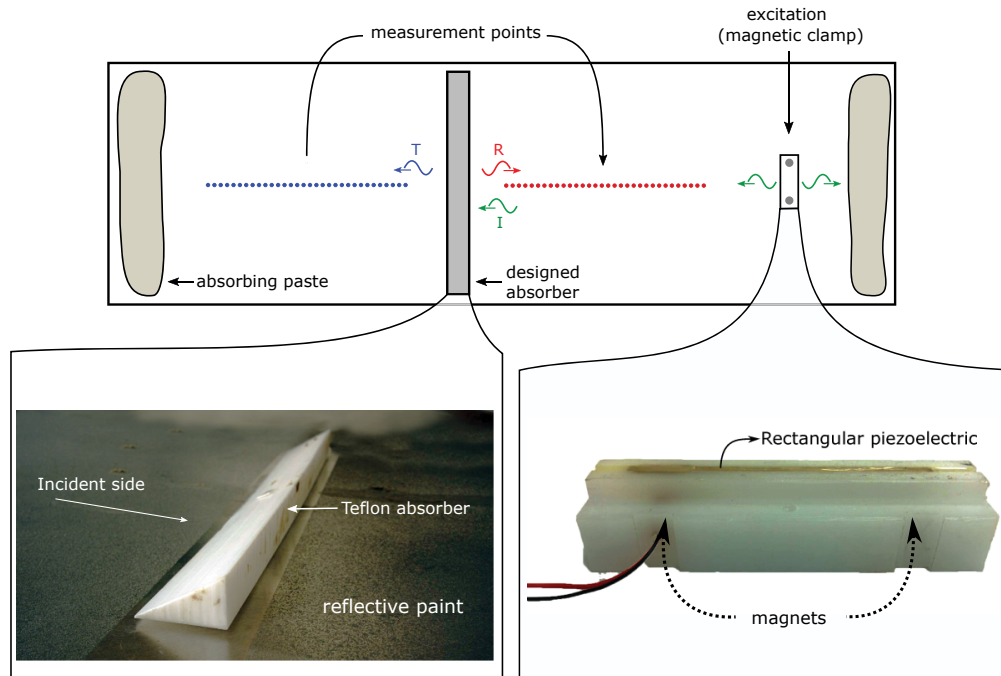 excitation
(magnetic clamp)
measurement points
T
R
I
absorbing paste
designed
absorber
Rectangular piezoelectric
Incident side
Teflon absorber
reflective paint
magnets